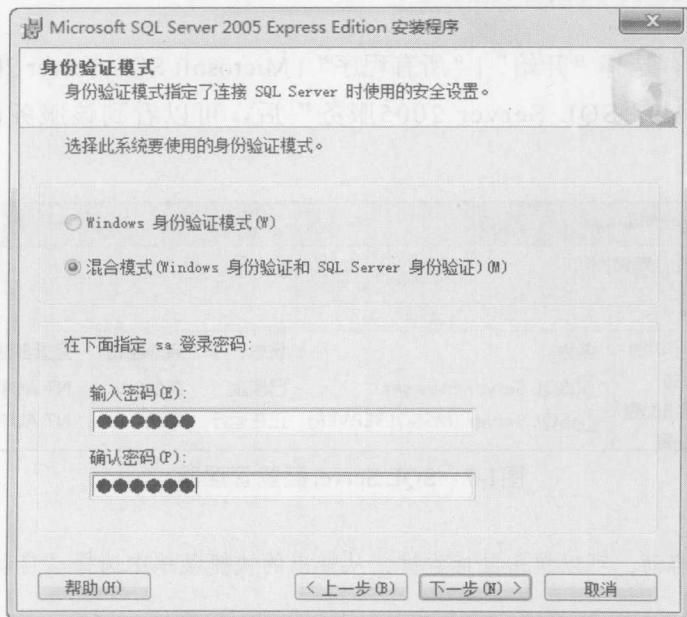 Microsoft SQL Server 2005 Express Edition 安装程序
身份验证模式
身份验证模式指定了连接 SQL Server 时使用的安全设置。
选择此系统要使用的身份验证模式。
Windows 身份验证模式(W)
混合模式(Windows 身份验证和 SQL Server 身份验证)(M)
在下面指定 sa 登录密码:
输入密码(E):
●●●●●●
确认密码(P):
●●●●●●
帮助(H)
< 上一步(B)
下一步(N) >
取消